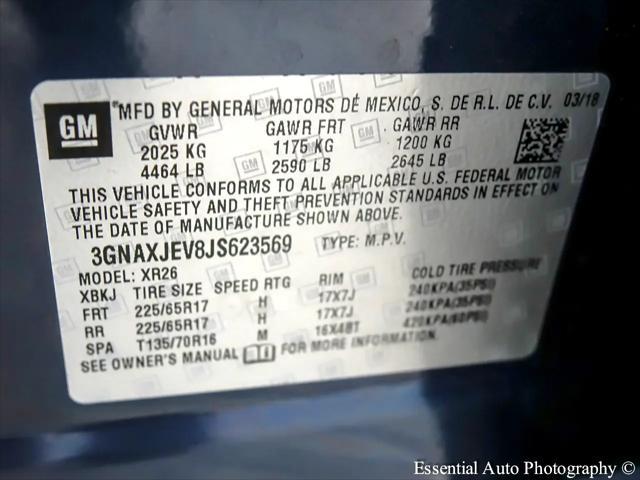 GM
MFD BY GENERAL MOTORS DE MEXICO, S. DE R.L. DE C.V. 03/18
GVWR GAWR FRT GAWR RR
2025 KG 1175 KG 1200 KG
4464 LB 2590 LB 2645 LB
THIS VEHICLE CONFORMS TO ALL APPLICABLE U.S. FEDERAL MOTOR
VEHICLE SAFETY AND THEFT PREVENTION STANDARDS IN EFFECT ON
THE DATE OF MANUFACTURE SHOWN ABOVE.
3GNAXJEV8JS623569 TYPE: M.P.V.
MODEL: XR26
XBKJ TIRE SIZE SPEED RTG RIM COLD TIRE PRESSURE
FRT 225/65R17 H 17X7J 240KPA(35PSI)
RR 225/65R17 H 17X7J 240KPA(35PSI)
SPA T135/70R16 M 16X4BT 420KPA(60PSI)
SEE OWNER'S MANUAL FOR MORE INFORMATION.
Essential Auto Photography ©